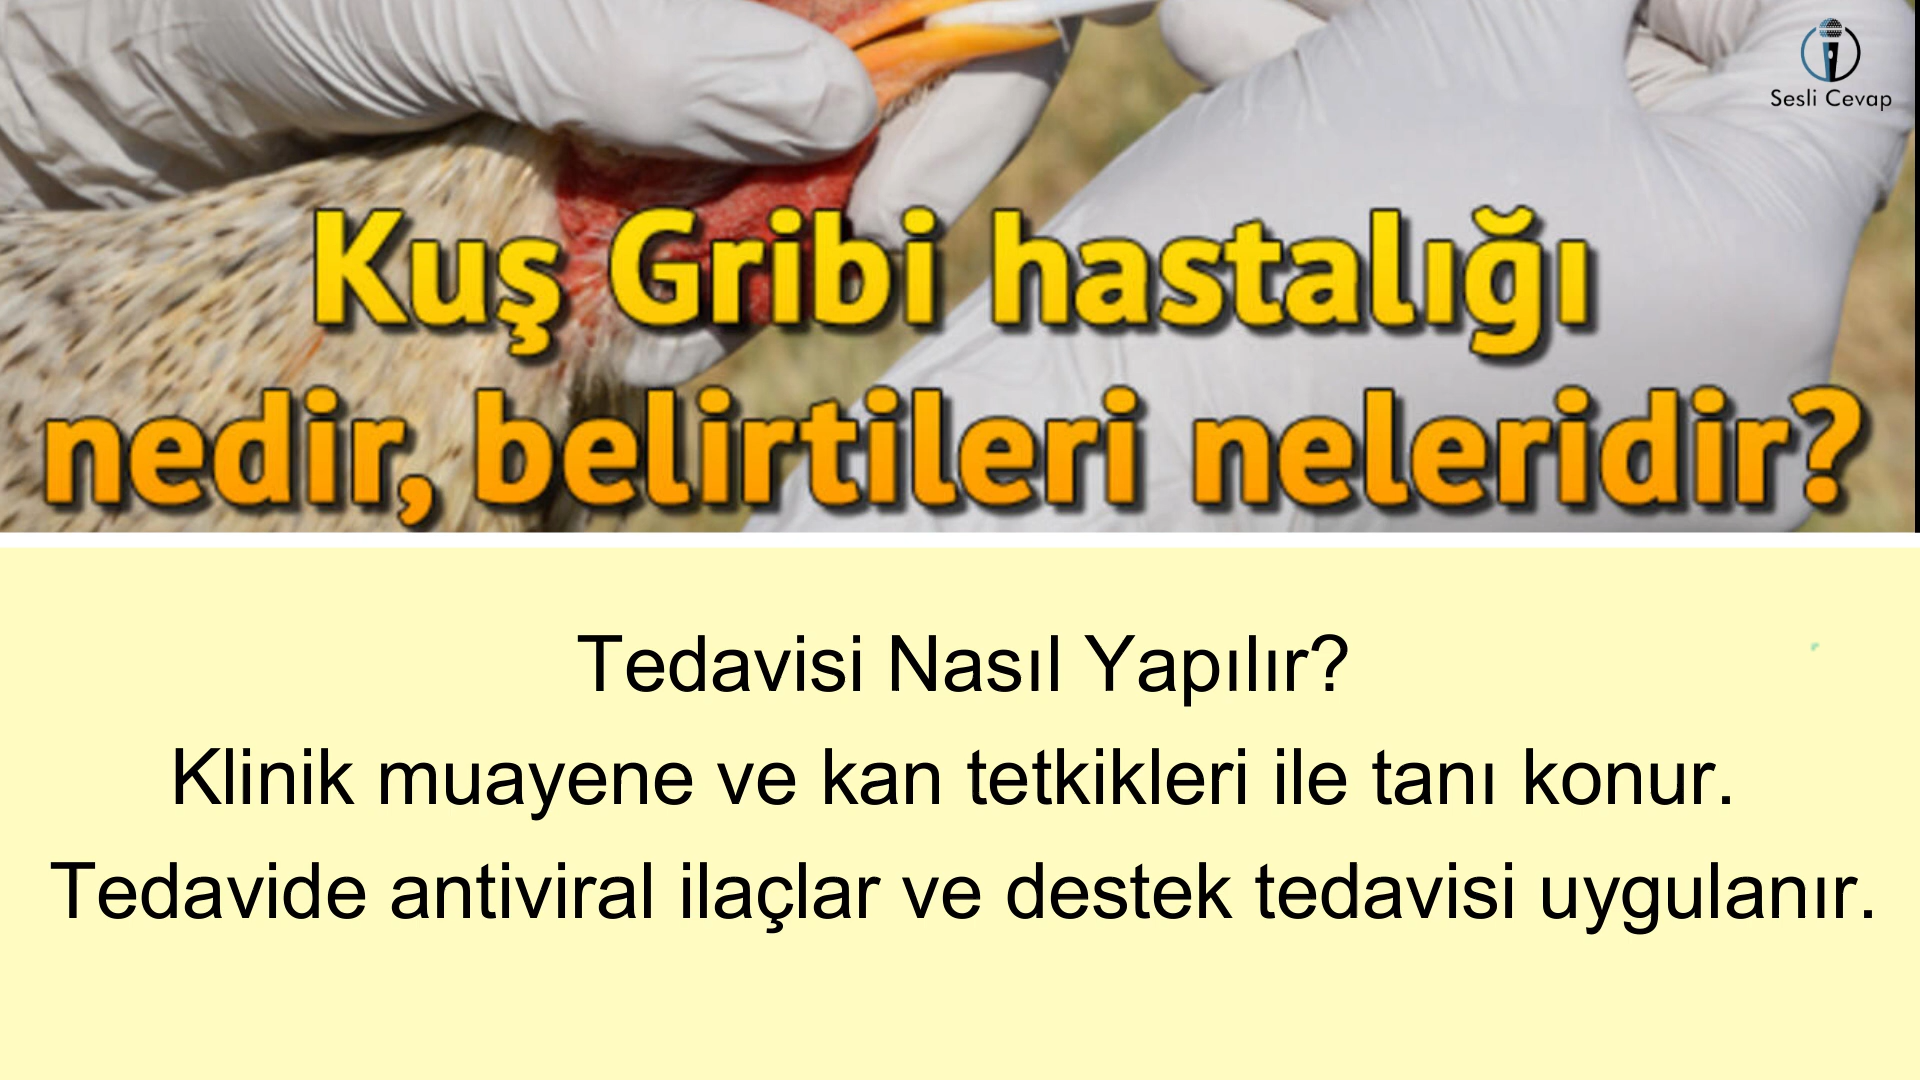 Sesli Cevap
Kuş Gribi hastalığı
nedir, belirtileri neleridir?
Tedavisi Nasıl Yapılır?
Klinik muayene ve kan tetkikleri ile tanı konur.
Tedavide antiviral ilaçlar ve destek tedavisi uygulanır.